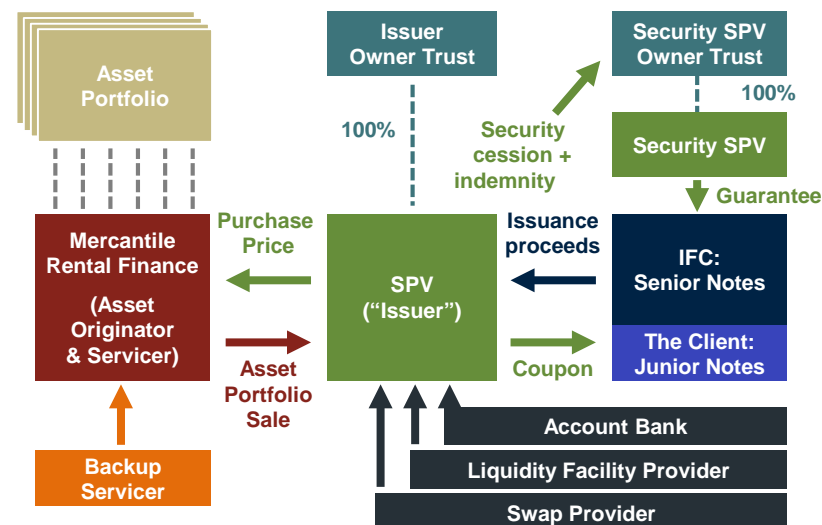 Asset
Portfolio
Issuer
Owner Trust
Security SPV
Owner Trust
100%
100%
Security
cession +
indemnity
Security SPV
Guarantee
Mercantile
Rental Finance
(Asset
Originator
& Servicer)
Purchase
Price
SPV
(“Issuer”)
Issuance
proceeds
IFC:
Senior Notes
Asset
Portfolio
Sale
Coupon
The Client:
Junior Notes
Backup
Servicer
Account Bank
Liquidity Facility Provider
Swap Provider